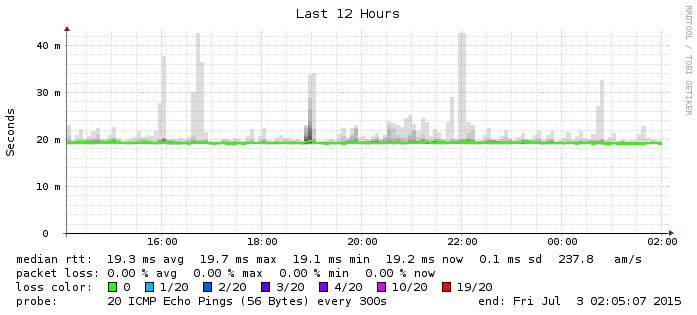 Last 12 Hours
RRDTOOL / TOBI OETIKER
Seconds
40 m
30 m
20 m
10 m
0
16:00 18:00 20:00 22:00 00:00 02:00
median rtt: 19.3 ms avg 19.7 ms max 19.1 ms min 19.2 ms now 0.1 ms sd 237.8 am/s
packet loss: 0.00 % avg 0.00 % max 0.00 % min 0.00 % now
loss color: 0 1/20 2/20 3/20 4/20 10/20 19/20
probe: 20 ICMP Echo Pings (56 Bytes) every 300s end: Fri Jul 3 02:05:07 2015